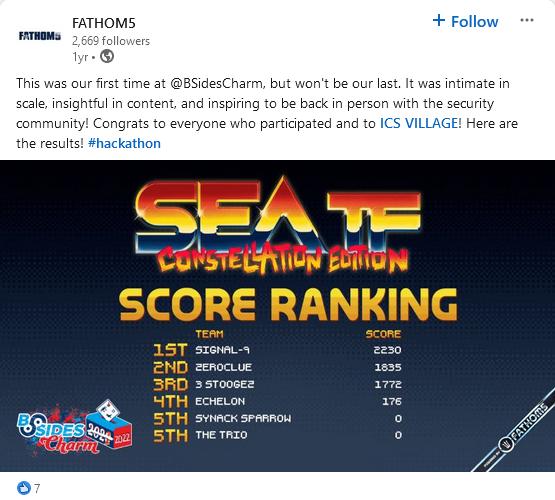 FATHOM5
FATHOM5
+ Follow
2,669 followers
1yr •
This was our first time at @BSidesCharm, but won't be our last. It was intimate in
scale, insightful in content, and inspiring to be back in person with the security
community! Congrats to everyone who participated and to ICS VILLAGE! Here are
the results! #hackathon
SEA TF
CONSTELLATION EDITION
SCORE RANKING
TEAM SCORE
1ST SIGNAL-9 2230
2ND ZEROCLUE 1835
3RD 3 STOOGEZ 1772
4TH ECHELON 176
5TH SYNACK SPARROW 0
5TH THE TRIO 0
BSIDES
Charm
2020 2022
POWERED BY FATHOM5
7